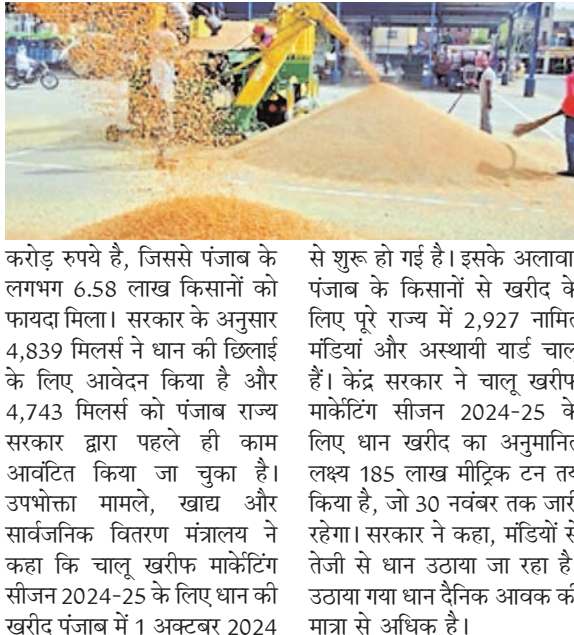 करोड़ रुपये है, जिससे पंजाब के
लगभग 6.58 लाख किसानों को
फायदा मिला। सरकार के अनुसार
4,839 मिलर्स ने धान की छिलाई
के लिए आवेदन किया है और
4,743 मिलर्स को पंजाब राज्य
सरकार द्वारा पहले ही काम
आवंटित किया जा चुका है।
उपभोक्ता मामले, खाद्य और
सार्वजनिक वितरण मंत्रालय ने
कहा कि चालू खरीफ मार्केटिंग
सीजन 2024-25 के लिए धान की
खरीद पंजाब में 1 अक्टूबर 2024
से शुरू हो गई है। इसके अलावा
पंजाब के किसानों से खरीद के
लिए पूरे राज्य में 2,927 नामित
मंडियां और अस्थायी यार्ड चालू
हैं। केंद्र सरकार ने चालू खरीफ
मार्केटिंग सीजन 2024-25 के
लिए धान खरीद का अनुमानित
लक्ष्य 185 लाख मीट्रिक टन तय
किया है, जो 30 नवंबर तक जारी
रहेगा। सरकार ने कहा, मंडियों से
तेजी से धान उठाया जा रहा है
उठाया गया धान दैनिक आवक की
मात्रा से अधिक है।